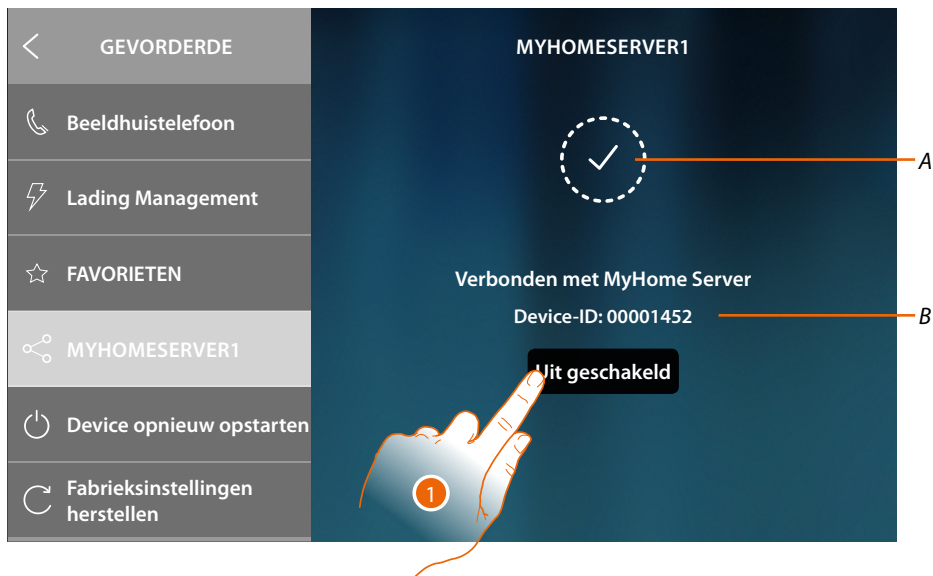 GEVORDERDE
Beeldhuistelefoon
Lading Management
FAVORIETEN
MYHOMESERVER1
Device opnieuw opstarten
Fabrieksinstellingen
herstellen
MYHOMESERVER1
A
Verbonden met MyHome Server
Device-ID: 00001452
B
Uit geschakeld
1